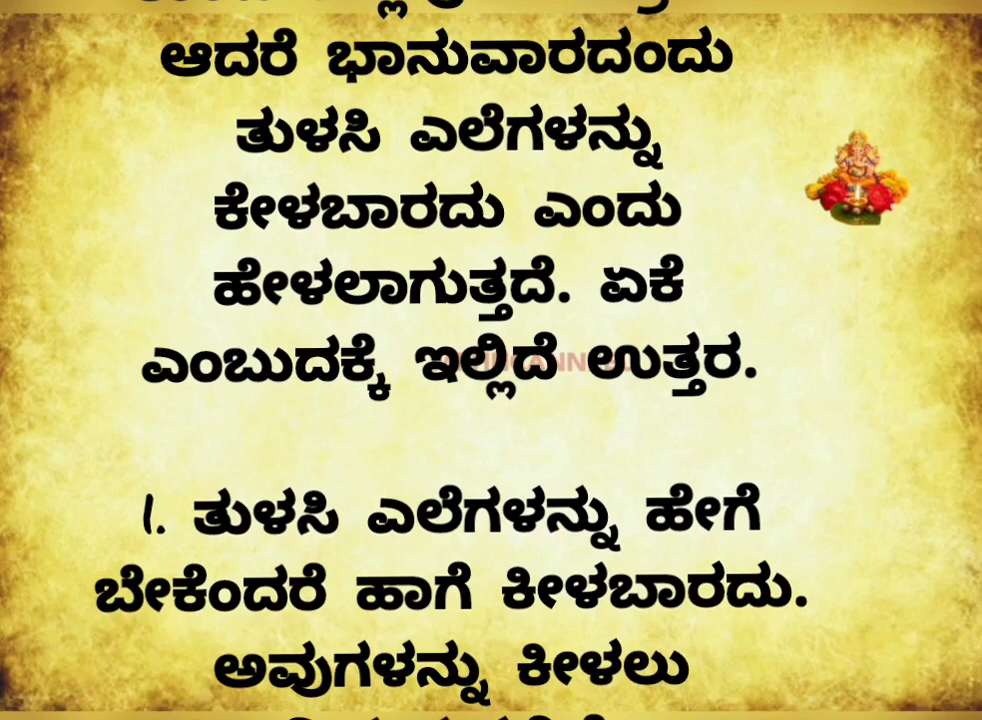 ಆದರೆ ಭಾನುವಾರದಂದು
ತುಳಸಿ ಎಲೆಗಳನ್ನು
ಕೇಳಬಾರದು ಎಂದು
ಹೇಳಲಾಗುತ್ತದೆ. ಏಕೆ
ಎಂಬುದಕ್ಕೆ ಇಲ್ಲಿದೆ ಉತ್ತರ.
1. ತುಳಸಿ ಎಲೆಗಳನ್ನು ಹೇಗೆ
ಬೇಕೆಂದರೆ ಹಾಗೆ ಕೀಳಬಾರದು.
ಅವುಗಳನ್ನು ಕೀಳಲು